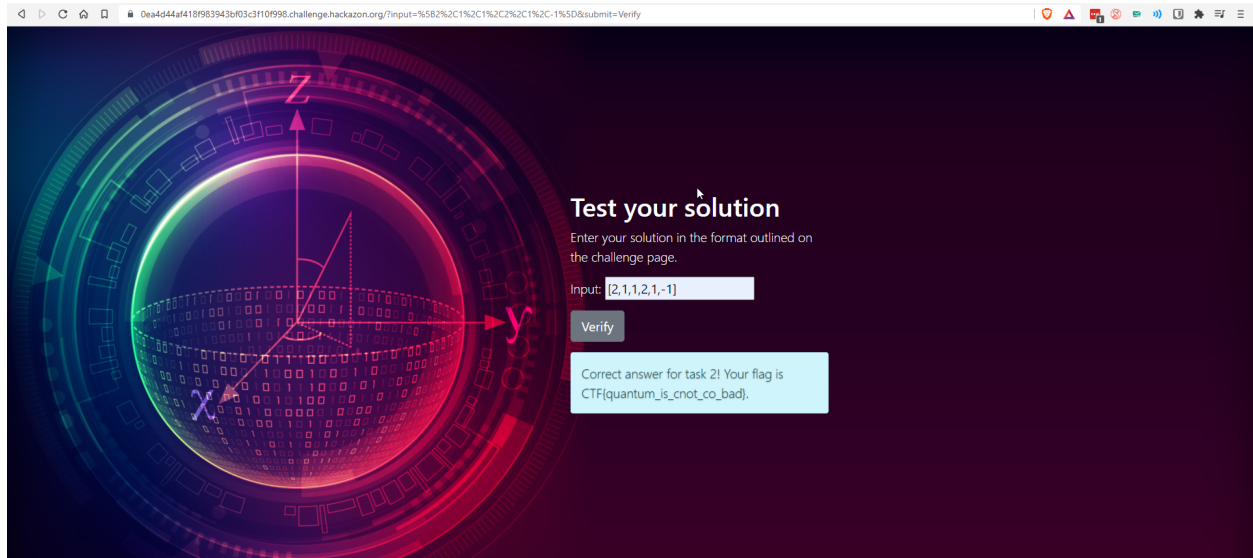 0ea4d44af418f983943bf03c3f10f998.challenge.hackazon.org/?input=%5B2%2C1%2C1%2C2%2C1%2C-1%5D&submit=Verify
1
z
y
x
Test your solution
Enter your solution in the format outlined on
the challenge page.
Input: [2,1,1,2,1,-1]
Verify
Correct answer for task 2! Your flag is
CTF{quantum_is_cnot_co_bad}.